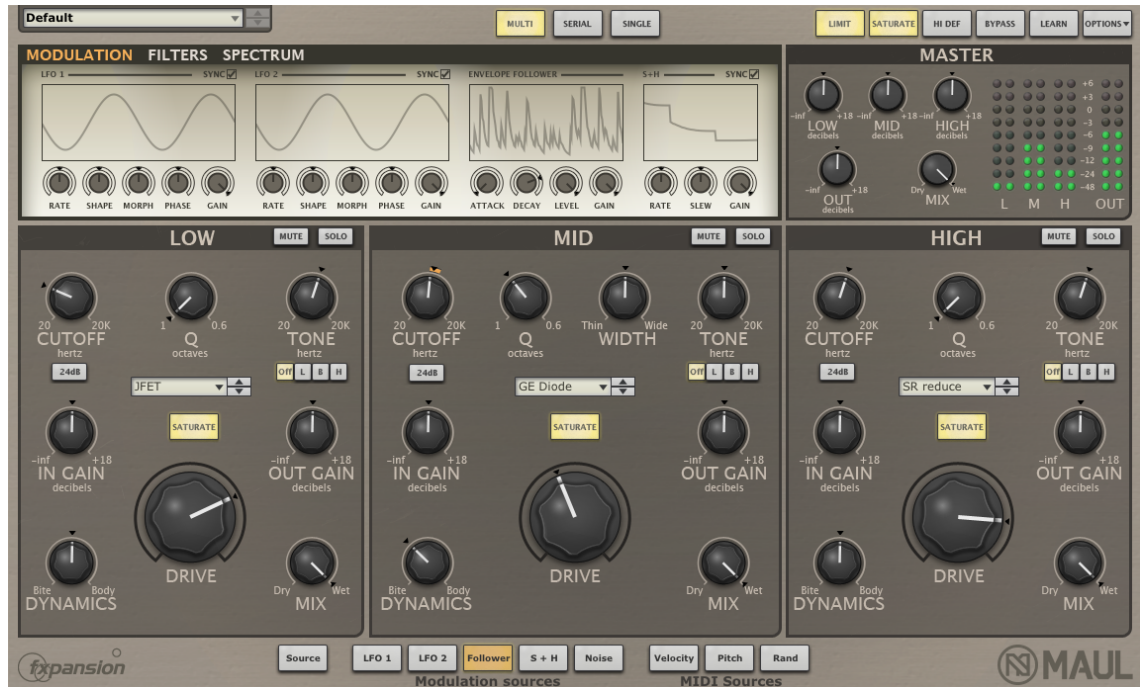 Default
MULTI SERIAL SINGLE
LIMIT SATURATE HI DEF BYPASS LEARN OPTIONS
MODULATION FILTERS SPECTRUM
MASTER
LFO 1 SYNC LFO 2 SYNC ENVELOPE FOLLOWER S+H SYNC
RATE SHAPE MORPH PHASE GAIN
RATE SHAPE MORPH PHASE GAIN
ATTACK DECAY LEVEL GAIN
RATE SLEW GAIN
-inf +18 -inf +18 -inf +18
LOW MID HIGH
decibels decibels decibels
-inf +18 Dry Wet
OUT MIX
decibels
+6
+3
0
-3
-6
-9
-12
-24
-48
L M H OUT
LOW MUTE SOLO
20 20K 1 0.6 20 20K
CUTOFF Q TONE
hertz octaves hertz
24dB Off L B H
JFET
SATURATE
-inf +18 -inf +18
IN GAIN OUT GAIN
decibels decibels
DRIVE
Bite Body Dry Wet
DYNAMICS MIX
MID MUTE SOLO
20 20K 1 0.6 Thin Wide 20 20K
CUTOFF Q WIDTH TONE
hertz octaves hertz
24dB Off L B H
GE Diode
SATURATE
-inf +18 -inf +18
IN GAIN OUT GAIN
decibels decibels
DRIVE
Bite Body Dry Wet
DYNAMICS MIX
HIGH MUTE SOLO
20 20K 1 0.6 20 20K
CUTOFF Q TONE
hertz octaves hertz
24dB Off L B H
SR reduce
SATURATE
-inf +18 -inf +18
IN GAIN OUT GAIN
decibels decibels
DRIVE
Bite Body Dry Wet
DYNAMICS MIX
fxpansion
Source LFO 1 LFO 2 Follower S + H Noise Velocity Pitch Rand
Modulation sources MIDI Sources
MAUL